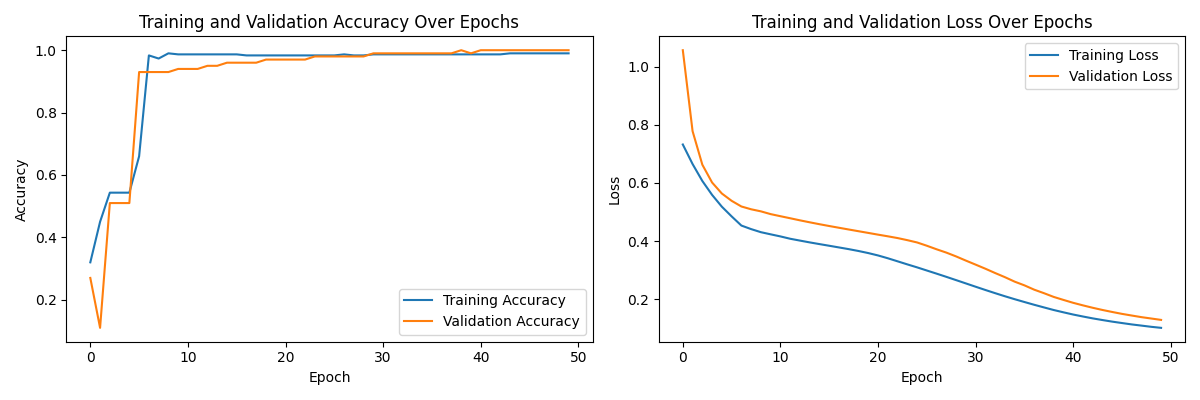 Training and Validation Accuracy Over Epochs
1.0
0.8
0.6
0.4
0.2
Accuracy
Training Accuracy
Validation Accuracy
0
10
20
30
40
50
Epoch
Training and Validation Loss Over Epochs
Training Loss
Validation Loss
1.0
0.8
0.6
0.4
0.2
Loss
0
10
20
30
40
50
Epoch